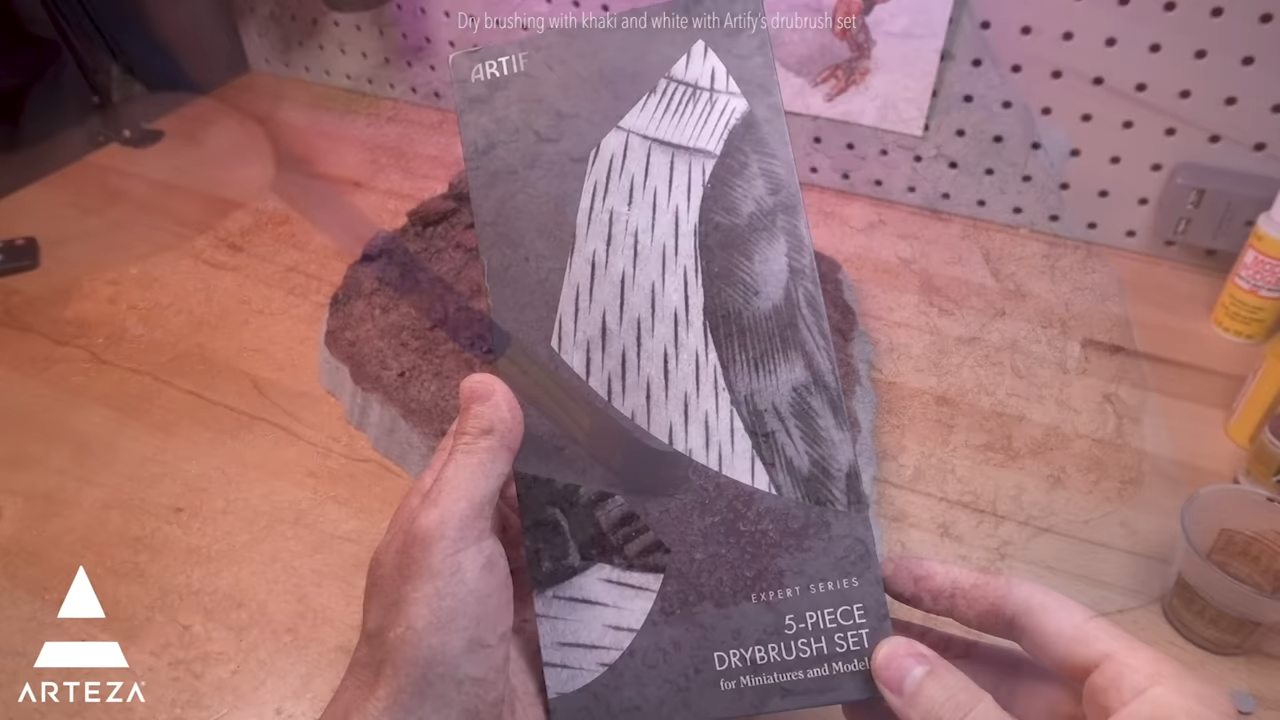 Dry brushing with khaki and white with Artify's drubrush set
ARTIF
EXPERT SERIES
5-PIECE
DRYBRUSH SET
for Miniatures and Model
ARTEZA